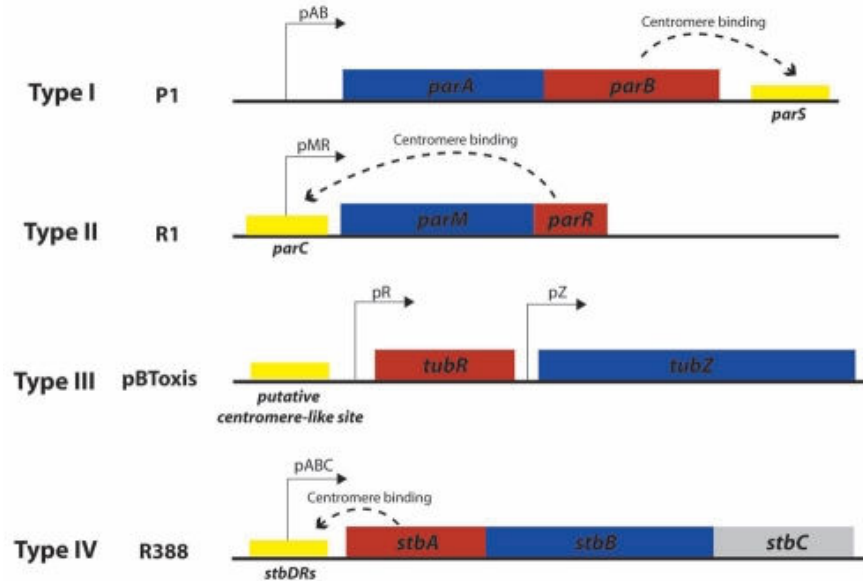 pAB
Centromere binding
Type I P1 parA parB
parS
pMR
Centromere binding
Type II R1 parM parR
parC
pR pZ
Type III pBToxis tubR tubZ
putative
centromere-like site
pABC
Centromere binding
Type IV R388 stbA stbB stbC
stbDRs